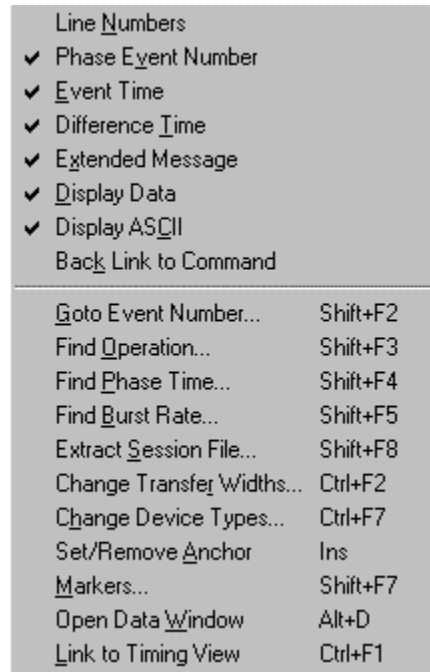 Line Numbers
✔ Phase Event Number
✔ Event Time
✔ Difference Time
✔ Extended Message
✔ Display Data
✔ Display ASCII
Back Link to Command
Goto Event Number... Shift+F2
Find Operation... Shift+F3
Find Phase Time... Shift+F4
Find Burst Rate... Shift+F5
Extract Session File... Shift+F8
Change Transfer Widths... Ctrl+F2
Change Device Types... Ctrl+F7
Set/Remove Anchor Ins
Markers... Shift+F7
Open Data Window Alt+D
Link to Timing View Ctrl+F1